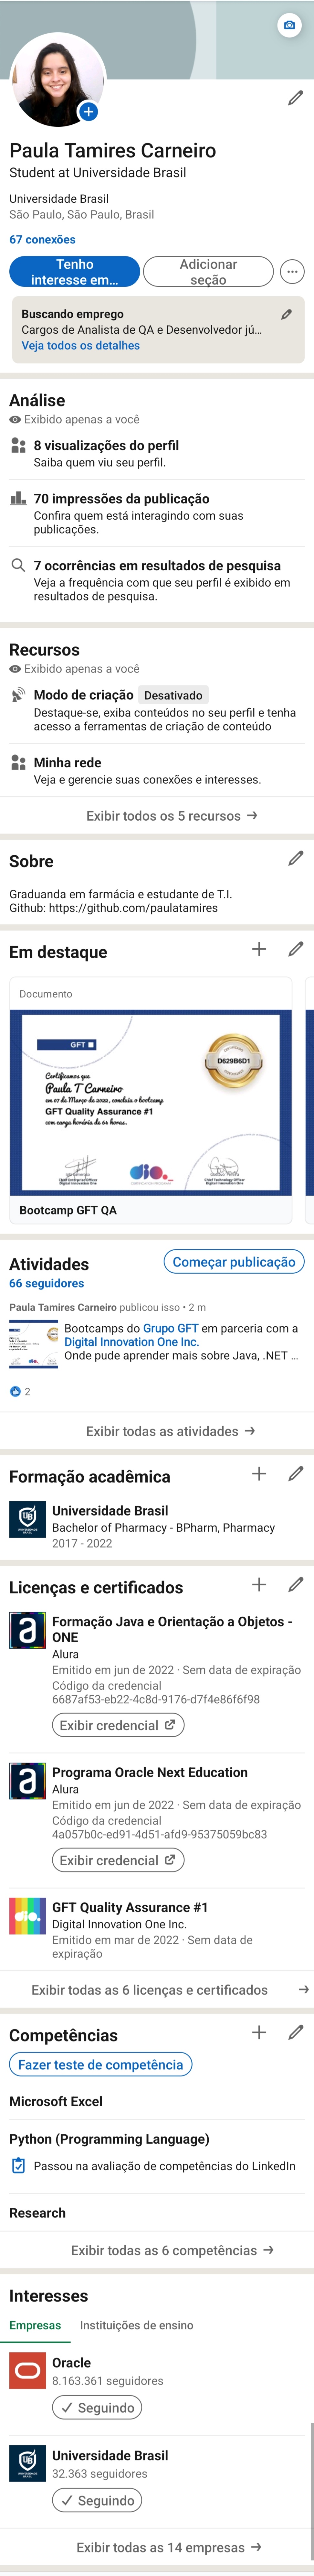 Paula Tamires Carneiro
Student at Universidade Brasil
Universidade Brasil
São Paulo, São Paulo, Brasil
67 conexões
Tenho
interesse em...
Adicionar
seção
Buscando emprego
Cargos de Analista de QA e Desenvolvedor jú...
Veja todos os detalhes
Análise
Exibido apenas a você
8 visualizações do perfil
Saiba quem viu seu perfil.
70 impressões da publicação
Confira quem está interagindo com suas
publicações.
7 ocorrências em resultados de pesquisa
Veja a frequência com que seu perfil é exibido em
resultados de pesquisa.
Recursos
Exibido apenas a você
Modo de criação Desativado
Destaque-se, exiba conteúdos no seu perfil e tenha
acesso a ferramentas de criação de conteúdo
Minha rede
Veja e gerencie suas conexões e interesses.
Exibir todos os 5 recursos →
Sobre
Graduanda em farmácia e estudante de T.I.
Github: https://github.com/paulatamires
Em destaque
Documento
GFT
D629B6D1
Certificamos que
Paula T Carneiro
em 07 de Março de 2022, concluiu o bootcamp
GFT Quality Assurance #1
com carga horária de 61 horas.
Digital Innovation One
dio.
Digital Innovation One
Bootcamp GFT QA
Atividades
Começar publicação
66 seguidores
Paula Tamires Carneiro publicou isso • 2 m
Bootcamps do Grupo GFT em parceria com a
Digital Innovation One Inc.
Onde pude aprender mais sobre Java, .NET ...
2
Exibir todas as atividades →
Formação acadêmica
Universidade Brasil
Bachelor of Pharmacy - BPharm, Pharmacy
2017 - 2022
Licenças e certificados
Formação Java e Orientação a Objetos -
ONE
Alura
Emitido em jun de 2022 · Sem data de expiração
Código da credencial
6687af53-eb22-4c8d-9176-d7f4e86f6f98
Exibir credencial
Programa Oracle Next Education
Alura
Emitido em jun de 2022 · Sem data de expiração
Código da credencial
4a057b0c-ed91-4d51-afd9-95375059bc83
Exibir credencial
GFT Quality Assurance #1
Digital Innovation One Inc.
Emitido em mar de 2022 · Sem data de
expiração
Exibir todas as 6 licenças e certificados →
Competências
Fazer teste de competência
Microsoft Excel
Python (Programming Language)
Passou na avaliação de competências do LinkedIn
Research
Exibir todas as 6 competências →
Interesses
Empresas
Instituições de ensino
Oracle
8.163.361 seguidores
Seguindo
Universidade Brasil
32.363 seguidores
Seguindo
Exibir todas as 14 empresas →